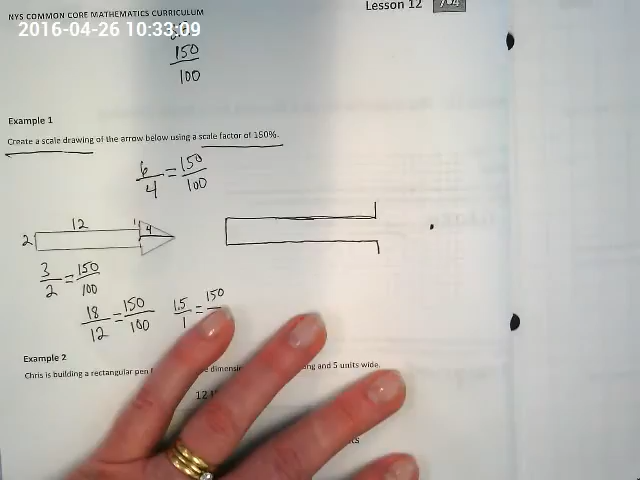 Lesson 12
NYS COMMON CORE MATHEMATICS CURRICULUM
2016-04-26 10:33:09
150
100
Example 1
Create a scale drawing of the arrow below using a scale factor of 150%.
6/4 = 150/100
12
4
2
3/2 = 150/100
18/12 = 150/100
1.5/1 = 150
Example 2
Chris is building a rectangular pen
and 5 units wide.
12